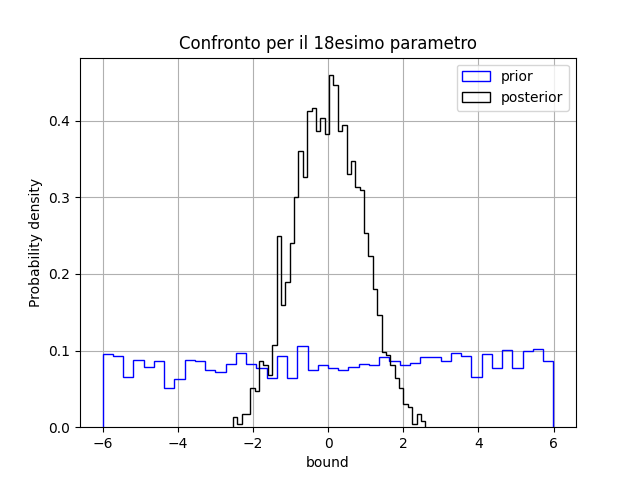 Confronto per il 18esimo parametro
prior
posterior
Probability density
0.4
0.3
0.2
0.1
0.0
−6
−4
−2
0
2
4
6
bound